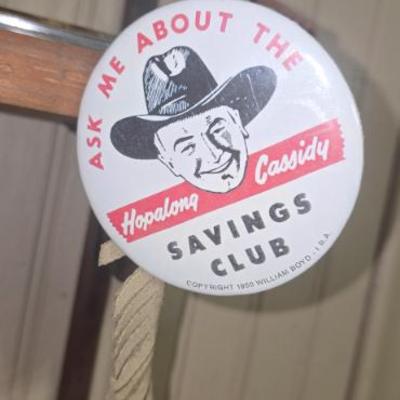 ASK ME ABOUT THE
Hopalong Cassidy
SAVINGS
CLUB
COPYRIGHT 1950 WILLIAM BOYD - I.B.A.